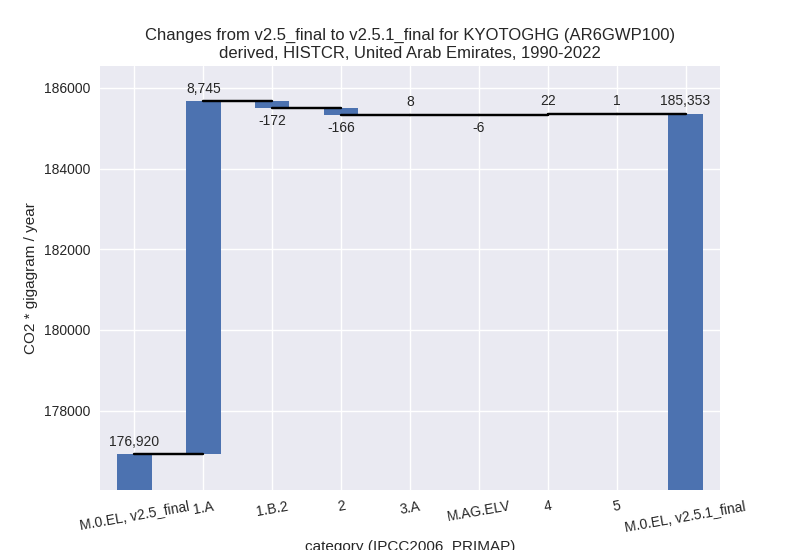 Changes from v2.5_final to v2.5.1_final for KYOTOGHG (AR6GWP100)
derived, HISTCR, United Arab Emirates, 1990-2022
CO2 * gigagram / year
186000
184000
182000
180000
178000
176,920
8,745
-172
-166
8
-6
22
1
185,353
M.0.EL, v2.5_final
1.A
1.B.2
2
3.A
M.AG.ELV
4
5
M.0.EL, v2.5.1_final
category (IPCC2006_PRIMAP)